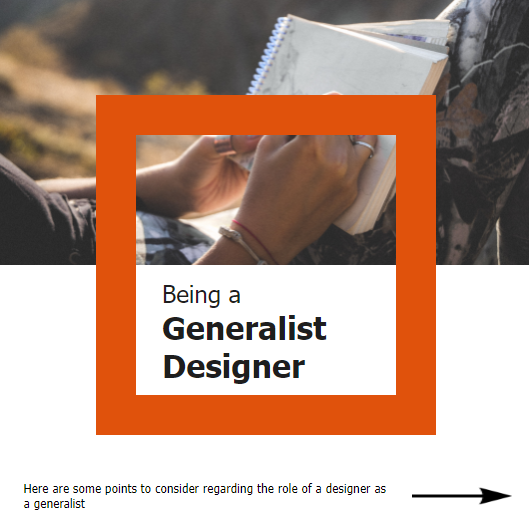 Being a
Generalist
Designer
Here are some points to consider regarding the role of a designer as
a generalist